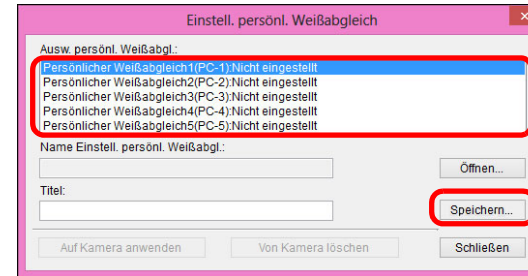 Einstell. persönl. Weißabgleich
Ausw. persönl. Weißabgl.:
Persönlicher Weißabgleich1(PC-1):Nicht eingestellt
Persönlicher Weißabgleich2(PC-2):Nicht eingestellt
Persönlicher Weißabgleich3(PC-3):Nicht eingestellt
Persönlicher Weißabgleich4(PC-4):Nicht eingestellt
Persönlicher Weißabgleich5(PC-5):Nicht eingestellt
Name Einstell. persönl. Weißabgl.:
Öffnen...
Titel:
Speichern...
Auf Kamera anwenden Von Kamera löschen Schließen